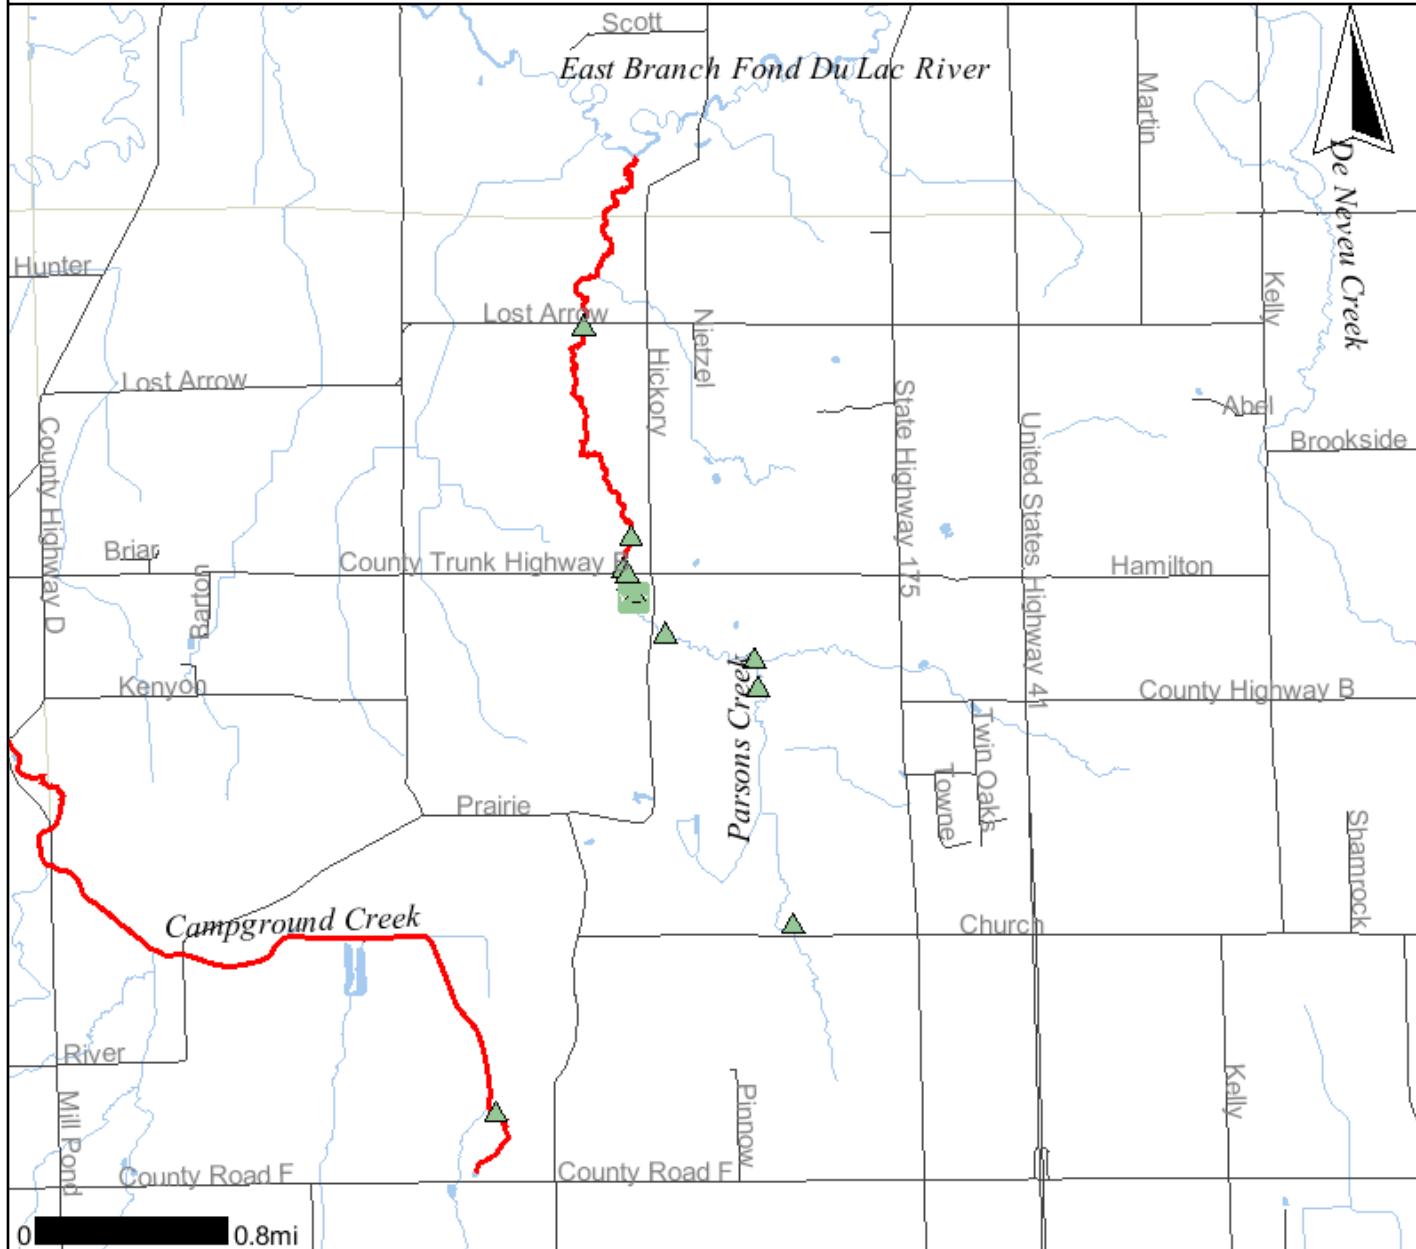 Scott
East Branch Fond Du Lac River
Martin
De Neveu Creek
Hunter
Kelly
Lost Arrow
Nietzel
Hickory
Lost Arrow
State Highway 175
Abel
United States Highway 41
Brookside
County Highway D
Briar
County Trunk Highway
Hamilton
Barton
Kenyon
Parsons Creek
County Highway B
Twin Oaks
Towne
Prairie
Shamrock
Campground Creek
Church
River
Kelly
Mill Pond
Pinnow
County Road F
County Road F
0
0.8mi